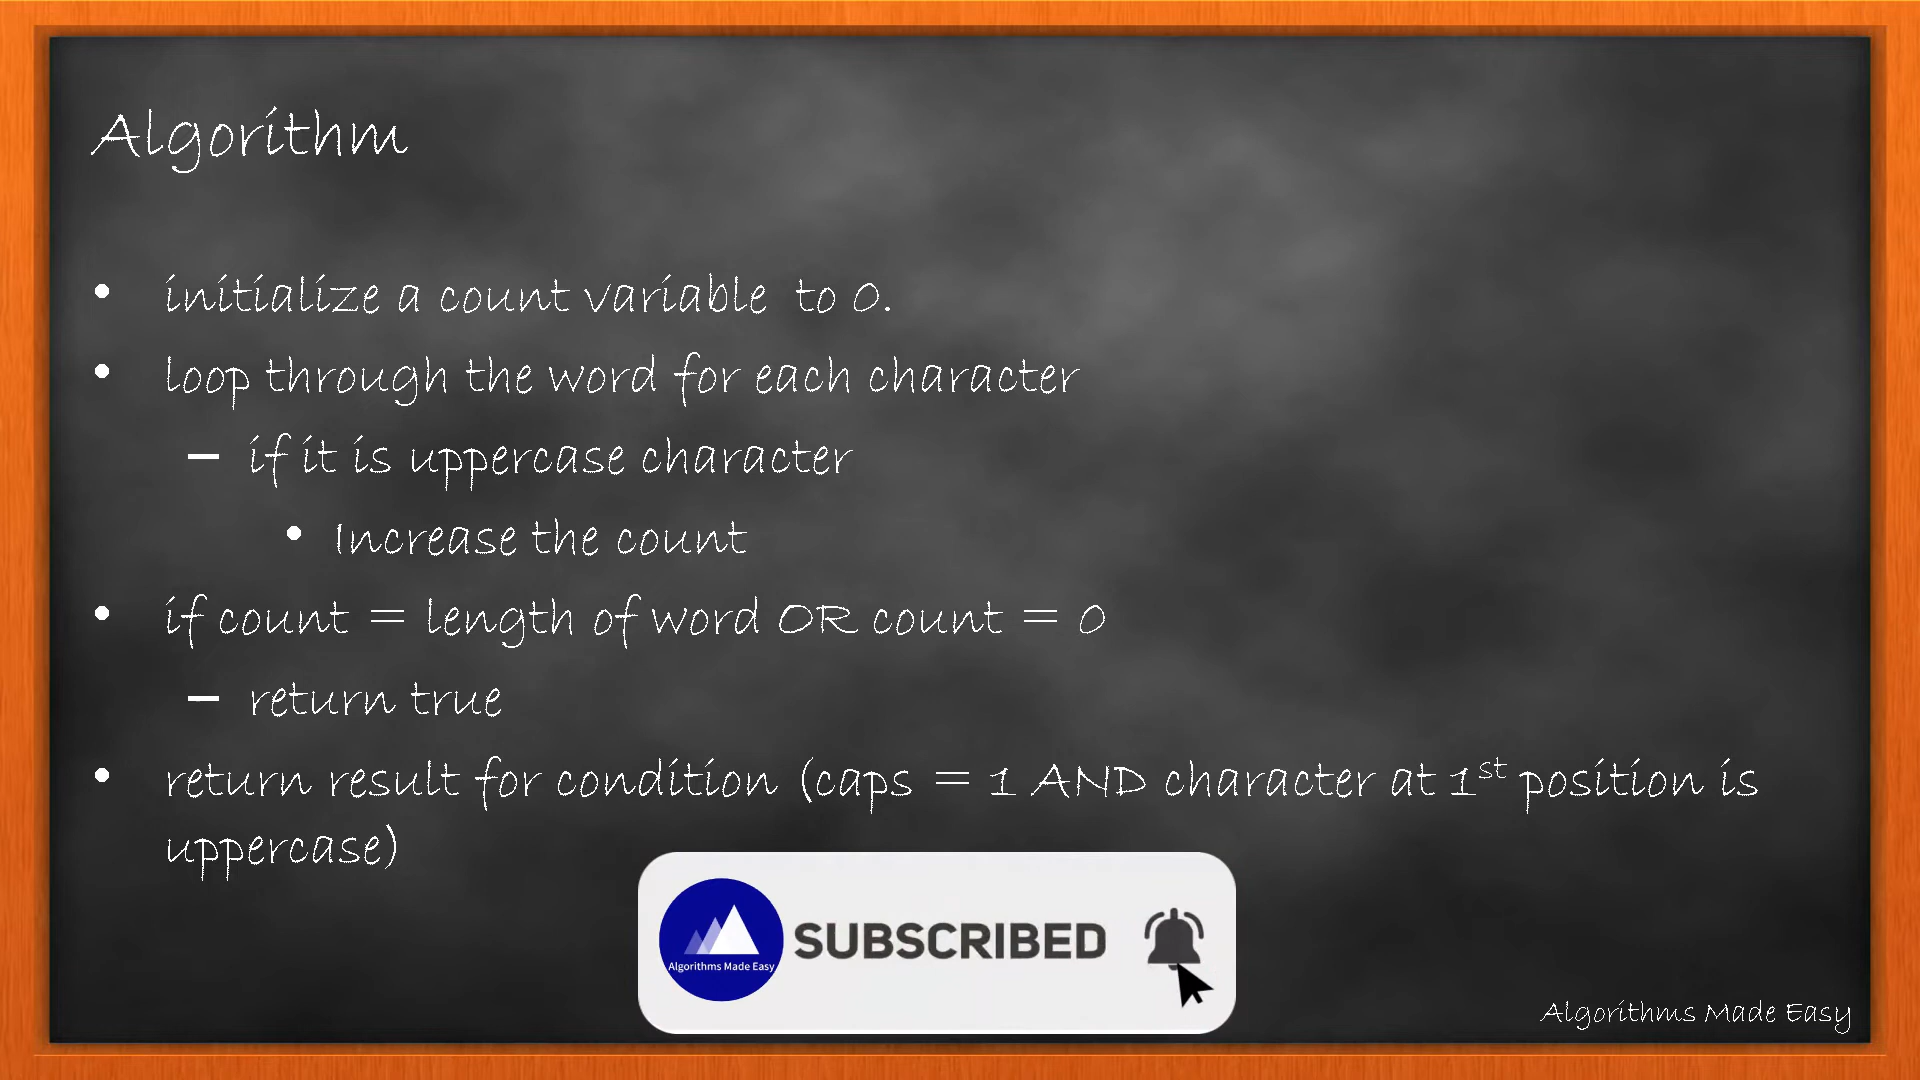 Algorithm
• initialize a count variable to 0.
• loop through the word for each character
– if it is uppercase character
• Increase the count
• if count = length of word OR count = 0
– return true
• return result for condition (caps = 1 AND character at 1st position is
uppercase)
Algorithms Made Easy
SUBSCRIBED
Algorithms Made Easy